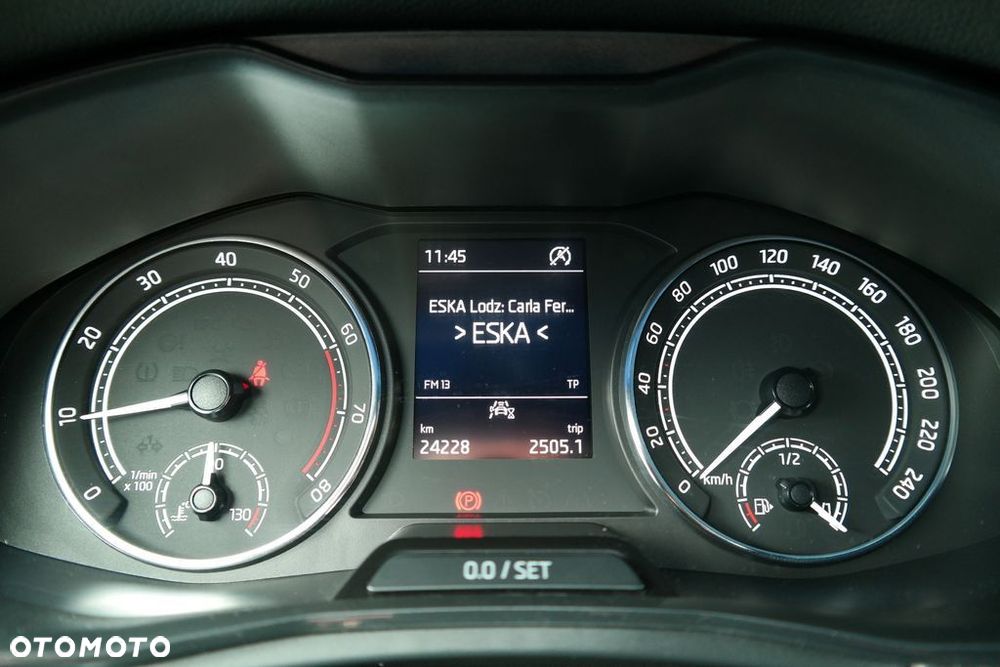 40
30
50
20
60
10
70
1/min
x 100
0
80
130
11:45
ESKA Lodz: Carla Fer...
> ESKA <
FM 13
TP
km
trip
24228
2505.1
P
0.0 / SET
120
100
140
80
160
60
180
40
200
20
220
0
km/h
240
1/2
OTOMOTO